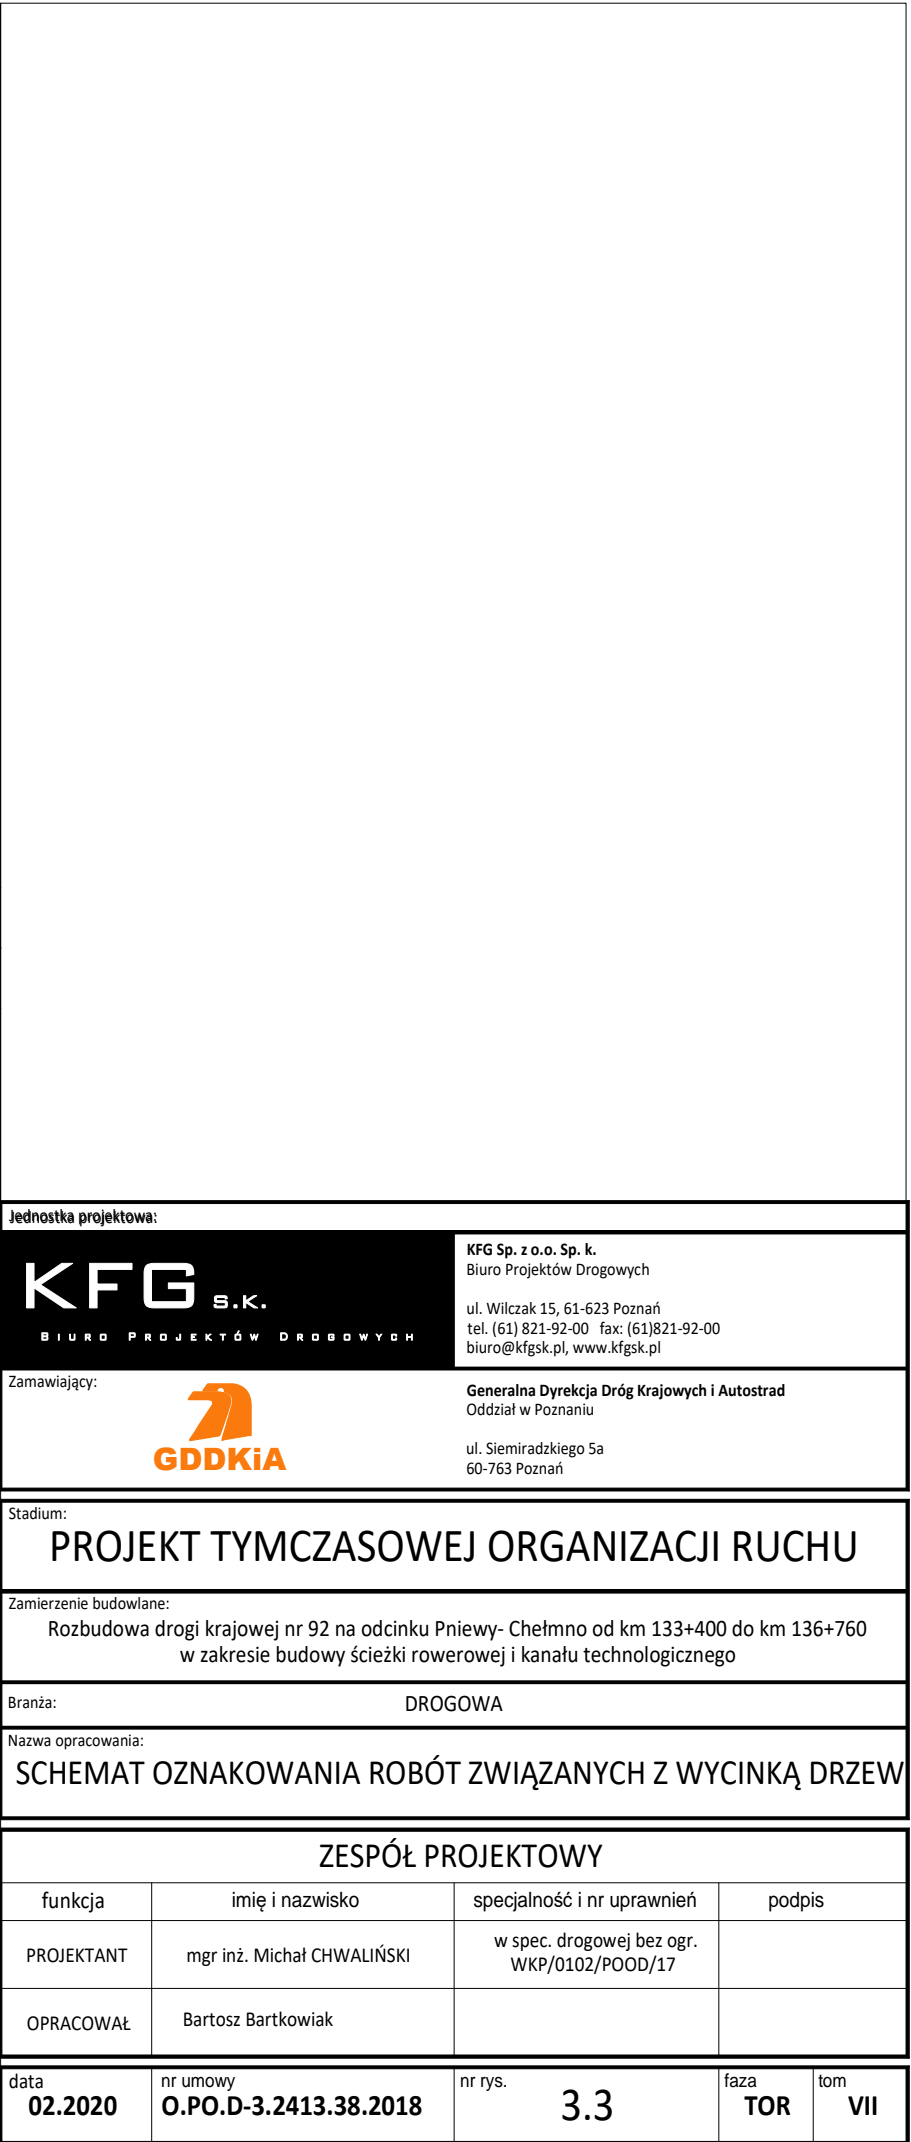 Jednostka projektowa:
KFG S.K.
BIURO PROJEKTÓW DROGOWYCH
KFG Sp. z o.o. Sp. k.
Biuro Projektów Drogowych
ul. Wilczak 15, 61-623 Poznań
tel. (61) 821-92-00 fax: (61)821-92-00
biuro@kfgsk.pl, www.kfgsk.pl
Zamawiający:
GDDKiA
Generalna Dyrekcja Dróg Krajowych i Autostrad
Oddział w Poznaniu
ul. Siemiradzkiego 5a
60-763 Poznań
Stadium:
PROJEKT TYMCZASOWEJ ORGANIZACJI RUCHU
Zamierzenie budowlane:
Rozbudowa drogi krajowej nr 92 na odcinku Pniewy- Chełmno od km 133+400 do km 136+760
w zakresie budowy ścieżki rowerowej i kanału technologicznego
Branża:
DROGOWA
Nazwa opracowania:
SCHEMAT OZNAKOWANIA ROBÓT ZWIĄZANYCH Z WYCINKĄ DRZEW
ZESPÓŁ PROJEKTOWY
funkcja imię i nazwisko specjalność i nr uprawnień podpis
PROJEKTANT mgr inż. Michał CHWALIŃSKI w spec. drogowej bez ogr.
WKP/0102/POOD/17
OPRACOWAŁ Bartosz Bartkowiak
data nr umowy nr rys. faza tom
02.2020 O.PO.D-3.2413.38.2018 3.3 TOR VII